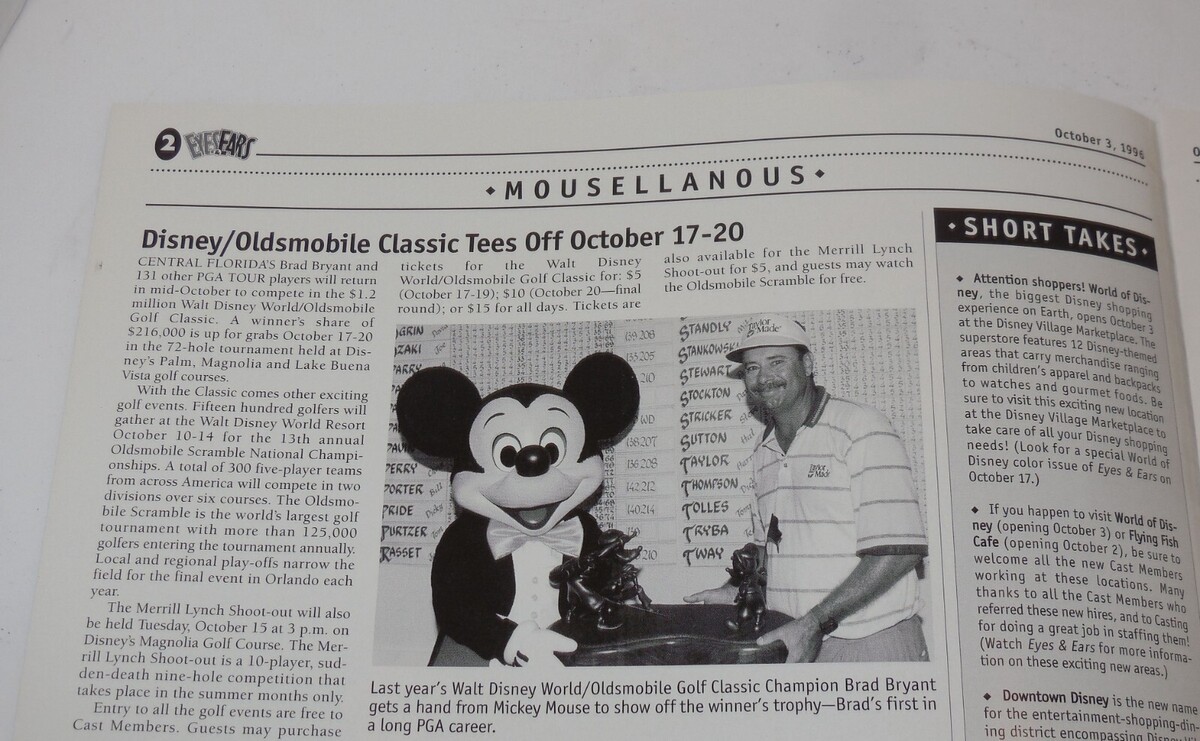 2 EYES & EARS
October 3, 1996
• MOUSELLANOUS •
Disney/Oldsmobile Classic Tees Off October 17-20
CENTRAL FLORIDA'S Brad Bryant and
131 other PGA TOUR players will return
in mid-October to compete in the $1.2
million Walt Disney World/Oldsmobile
Golf Classic. A winner's share of
$216,000 is up for grabs October 17-20
in the 72-hole tournament held at Dis-
ney's Palm, Magnolia and Lake Buena
Vista golf courses.
With the Classic comes other exciting
golf events. Fifteen hundred golfers will
gather at the Walt Disney World Resort
October 10-14 for the 13th annual
Oldsmobile Scramble National Champi-
onships. A total of 300 five-player teams
from across America will compete in two
divisions over six courses. The Oldsmo-
bile Scramble is the world's largest golf
tournament with more than 125,000
golfers entering the tournament annually.
Local and regional play-offs narrow the
field for the final event in Orlando each
year.
The Merrill Lynch Shoot-out will also
be held Tuesday, October 15 at 3 p.m. on
Disney's Magnolia Golf Course. The Mer-
rill Lynch Shoot-out is a 10-player, sud-
den-death nine-hole competition that
takes place in the summer months only.
Entry to all the golf events are free to
Cast Members. Guests may purchase
tickets for the Walt Disney
World/Oldsmobile Golf Classic for: $5
(October 17-19); $10 (October 20—final
round); or $15 for all days. Tickets are
also available for the Merrill Lynch
Shoot-out for $5, and guests may watch
the Oldsmobile Scramble for free.
PERRY
PORTER
PRIDE
PURTZER
RASSET
STANDLY
STANKOWSKI
STEWART
STOCKTON
STRICKER
SUTTON
TAYLOR
THOMPSON
TOLLES
TRYBA
TWAY
Taylor
Made
Taylor
Made
Last year's Walt Disney World/Oldsmobile Golf Classic Champion Brad Bryant
gets a hand from Mickey Mouse to show off the winner's trophy—Brad's first in
a long PGA career.
• SHORT TAKES •
◆ Attention shoppers! World of Dis-
ney, the biggest Disney shopping
experience on Earth, opens October 3
at the Disney Village Marketplace. The
superstore features 12 Disney-themed
areas that carry merchandise ranging
from children's apparel and backpacks
to watches and gourmet foods. Be
sure to visit this exciting new location
at the Disney Village Marketplace to
take care of all your Disney shopping
needs! (Look for a special World of
Disney color issue of Eyes & Ears on
October 17.)
◆ If you happen to visit World of Dis-
ney (opening October 3) or Flying Fish
Cafe (opening October 2), be sure to
welcome all the new Cast Members
working at these locations. Many
thanks to all the Cast Members who
referred these new hires, and to Casting
for doing a great job in staffing them!
(Watch Eyes & Ears for more informa-
tion on these exciting new areas.)
◆ Downtown Disney is the new name
for the entertainment-shopping-din-
ing district encompassing